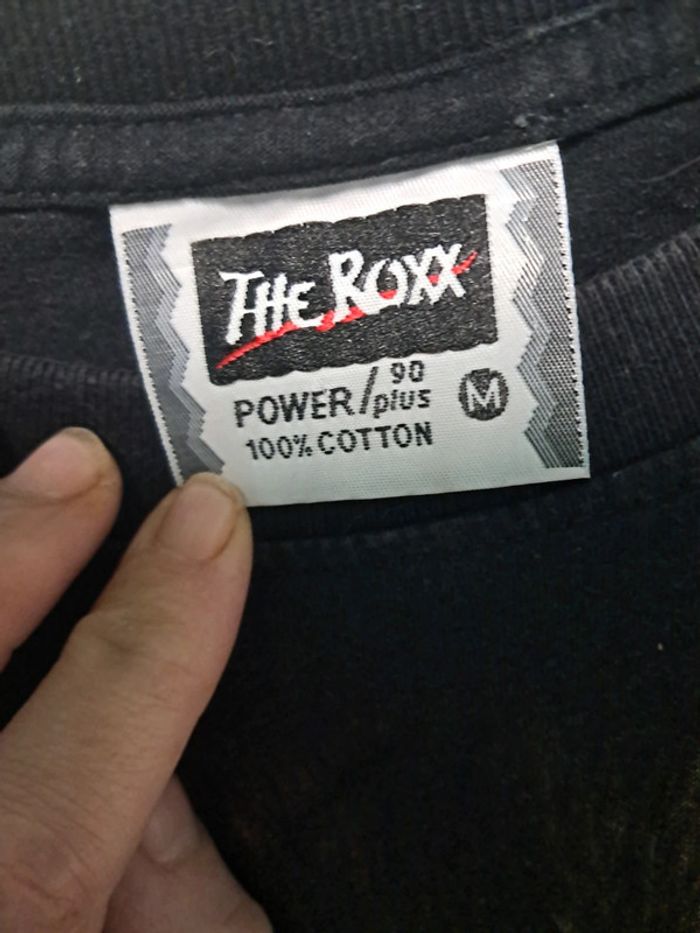 THE ROXX
POWER/90 plus M
100% COTTON